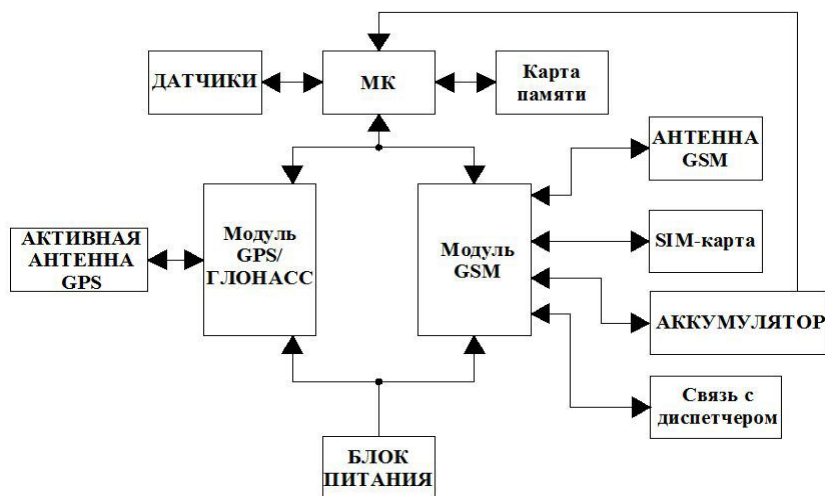 ДАТЧИКИ
МК
Карта
памяти
АНТЕННА
GSM
АКТИВНАЯ
АНТЕННА
GPS
Модуль
GPS/
ГЛОНАСС
Модуль
GSM
SIM-карта
АККУМУЛЯТОР
Связь с
диспетчером
БЛОК
ПИТАНИЯ